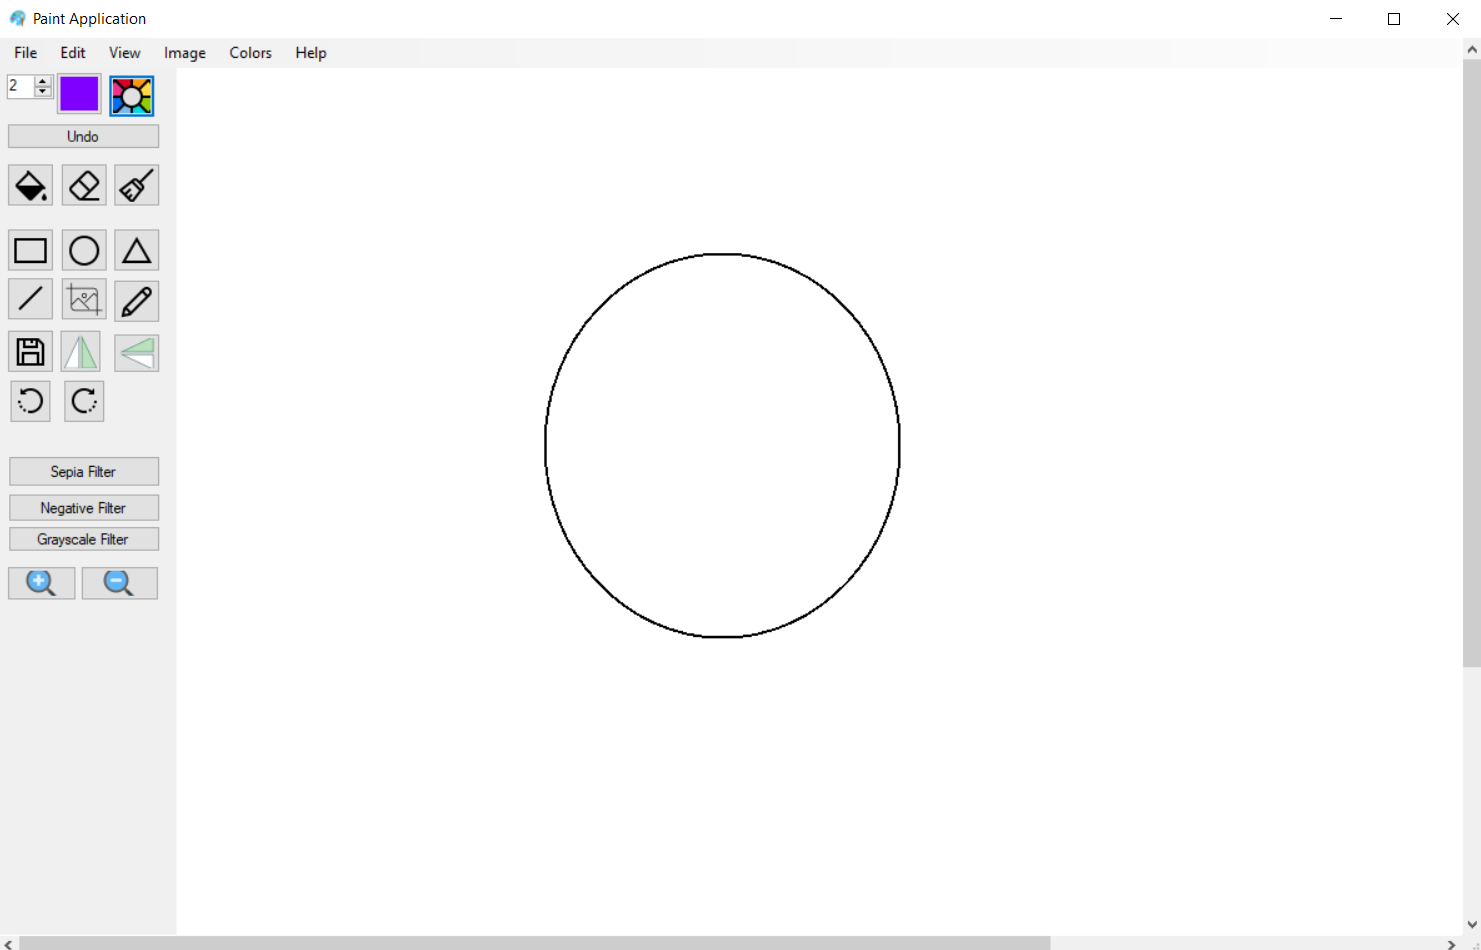 Paint Application
File Edit View Image Colors Help
2
Undo
Sepia Filter
Negative Filter
Grayscale Filter